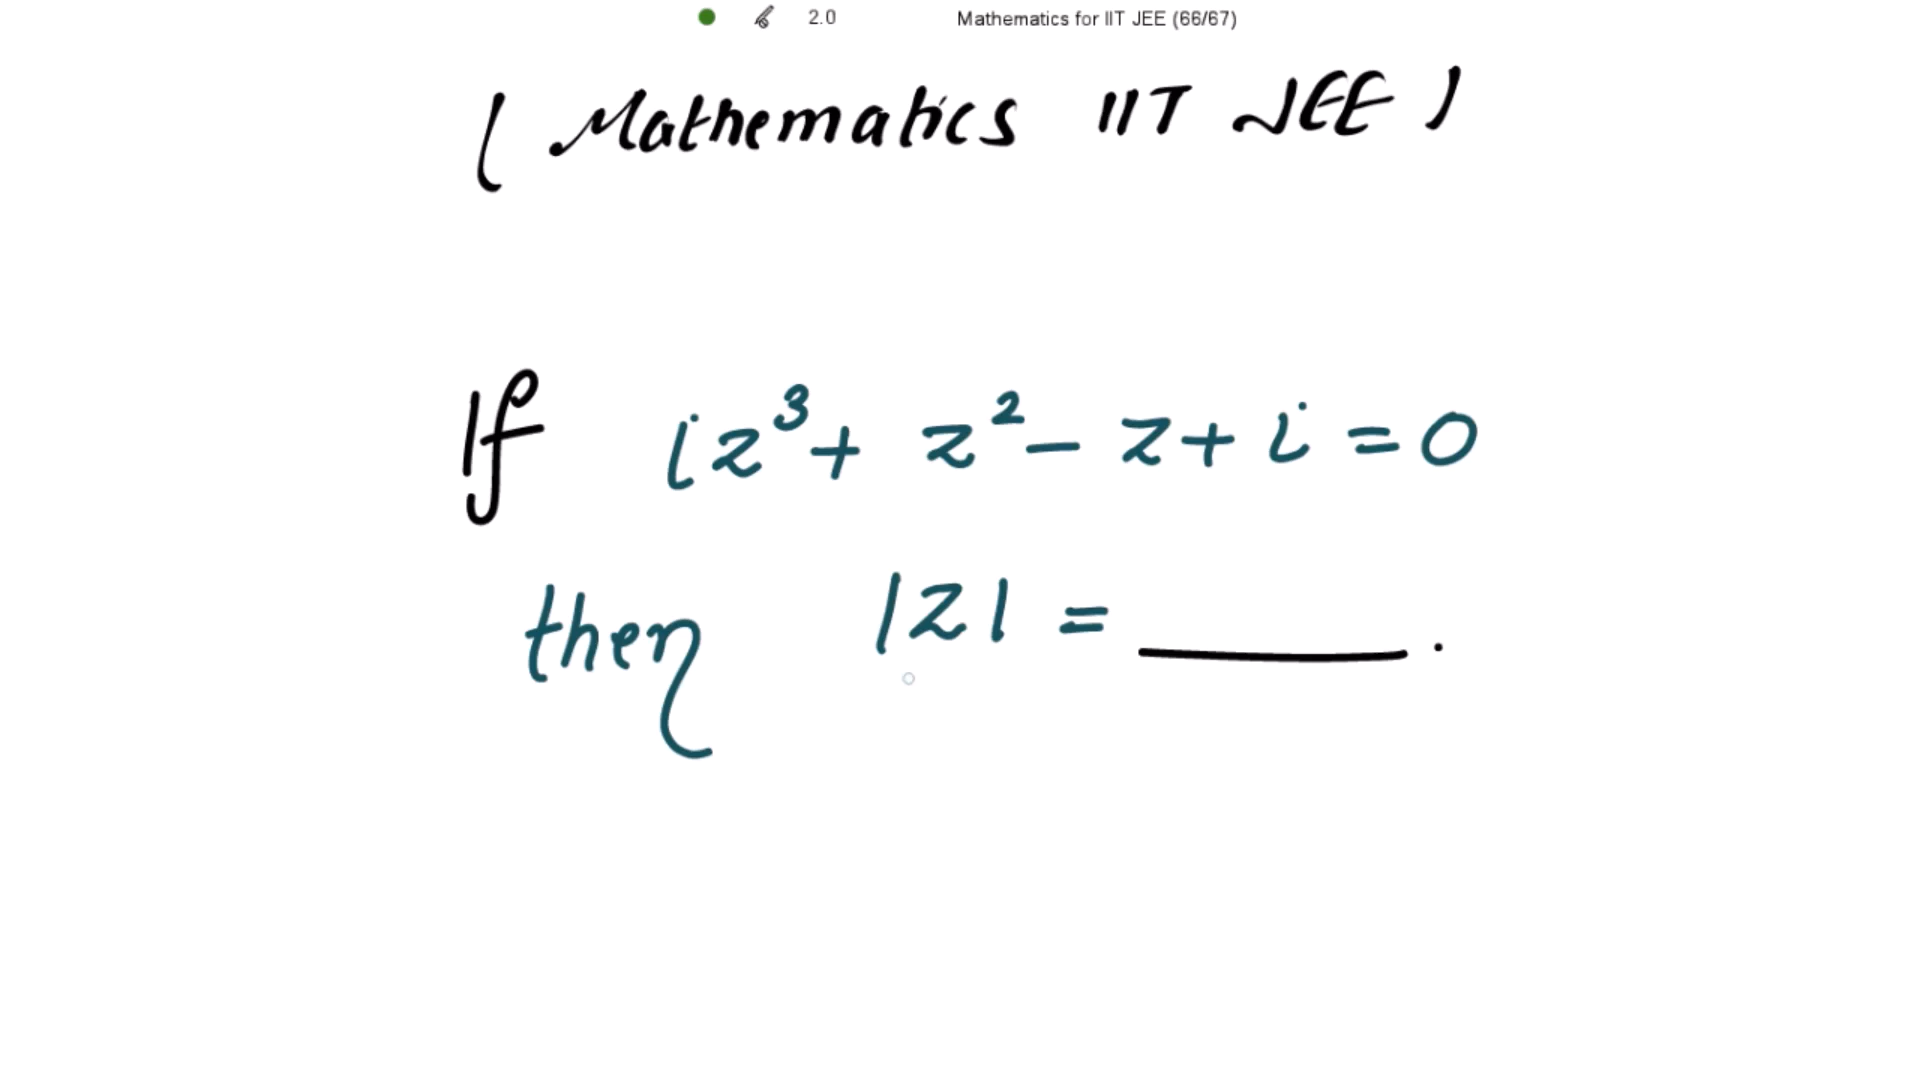 2.0 Mathematics for IIT JEE (66/67)
( Mathematics IIT JEE )
If iz³ + z² - z + i = 0
then |z| = ______ .